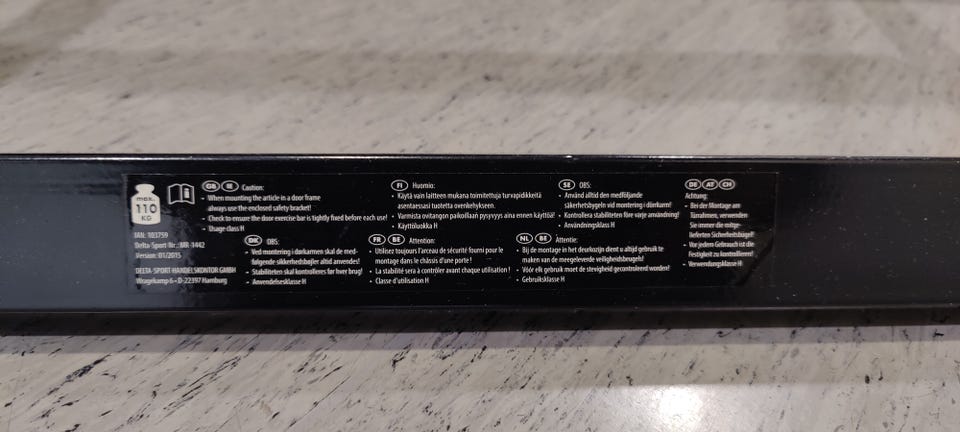 max.
110
KG
IAN: 103759
Delta-Sport-Nr.: MR-1442
Version: 01/2015
DELTA-SPORT HANDELSKONTOR GMBH
Wragekamp 6 • D-22397 Hamburg
GB IE Caution:
- When mounting the article in a door frame
always use the enclosed safety bracket!
- Check to ensure the door exercise bar is tightly fixed before each use!
- Usage class H
FI Huomio:
- Käytä vain laitteen mukana toimitettuja turvapidikkeitä
asentaessasi tuotetta ovenkehykseen.
- Varmista ovitangon paikoillaan pysyvyys aina ennen käyttöä!
- Käyttöluokka H
SE OBS:
- Använd alltid den medföljande
säkerhetsbygeln vid montering i dörrkarm!
- Kontrollera stabiliteten före varje användning!
- Användningsklass H
DE AT CH
Achtung:
- Bei der Montage am
Türrahmen, verwenden
Sie immer die mitge-
lieferten Sicherheitsbügel!
- Vor jedem Gebrauch ist die
Festigkeit zu kontrollieren!
- Verwendungsklasse H
DK OBS:
- Ved montering i dørkarmen skal de med-
følgende sikkerhedsbøjler altid anvendes!
- Stabiliteten skal kontrolleres før hver brug!
- Anvendelsesklasse H
FR BE Attention:
- Utilisez toujours l'arceau de sécurité fourni pour le
montage dans le châssis d'une porte !
- La stabilité sera à contrôler avant chaque utilisation !
- Classe d'utilisation H
NL BE Attentie:
- Bij de montage in het deurkozijn dient u altijd gebruik te
maken van de meegeleverde veiligheidsbeugels!
- Vóór elk gebruik moet de stevigheid gecontroleerd worden!
- Gebruiksklasse H